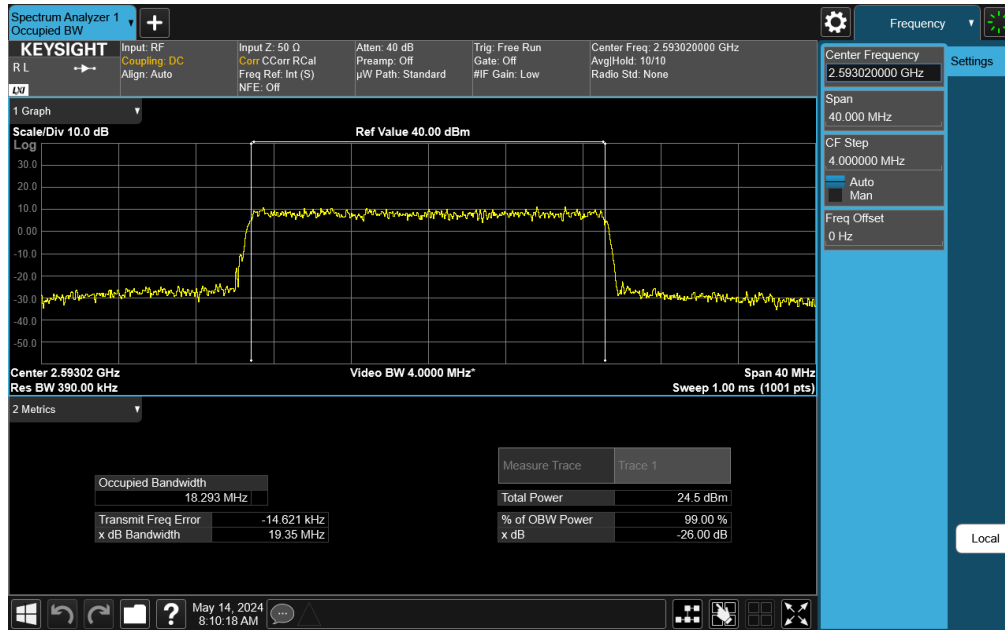 Spectrum Analyzer 1
Occupied BW
Frequency
KEYSIGHT
R L
LXI
Input: RF
Coupling: DC
Align: Auto
Input Z: 50 Ω
Corr CCorr RCal
Freq Ref: Int (S)
NFE: Off
Atten: 40 dB
Preamp: Off
µW Path: Standard
Trig: Free Run
Gate: Off
#IF Gain: Low
Center Freq: 2.593020000 GHz
Avg|Hold: 10/10
Radio Std: None
Center Frequency
2.593020000 GHz
Settings
Span
40.000 MHz
CF Step
4.000000 MHz
Auto
Man
Freq Offset
0 Hz
Local
1 Graph
Scale/Div 10.0 dB
Ref Value 40.00 dBm
Log
30.0
20.0
10.0
0.00
-10.0
-20.0
-30.0
-40.0
-50.0
Center 2.59302 GHz
Video BW 4.0000 MHz*
Span 40 MHz
Res BW 390.00 kHz
Sweep 1.00 ms (1001 pts)
2 Metrics
Measure Trace
Trace 1
Occupied Bandwidth
18.293 MHz
Total Power
24.5 dBm
Transmit Freq Error
-14.621 kHz
% of OBW Power
99.00 %
x dB Bandwidth
19.35 MHz
x dB
-26.00 dB
?
May 14, 2024
8:10:18 AM